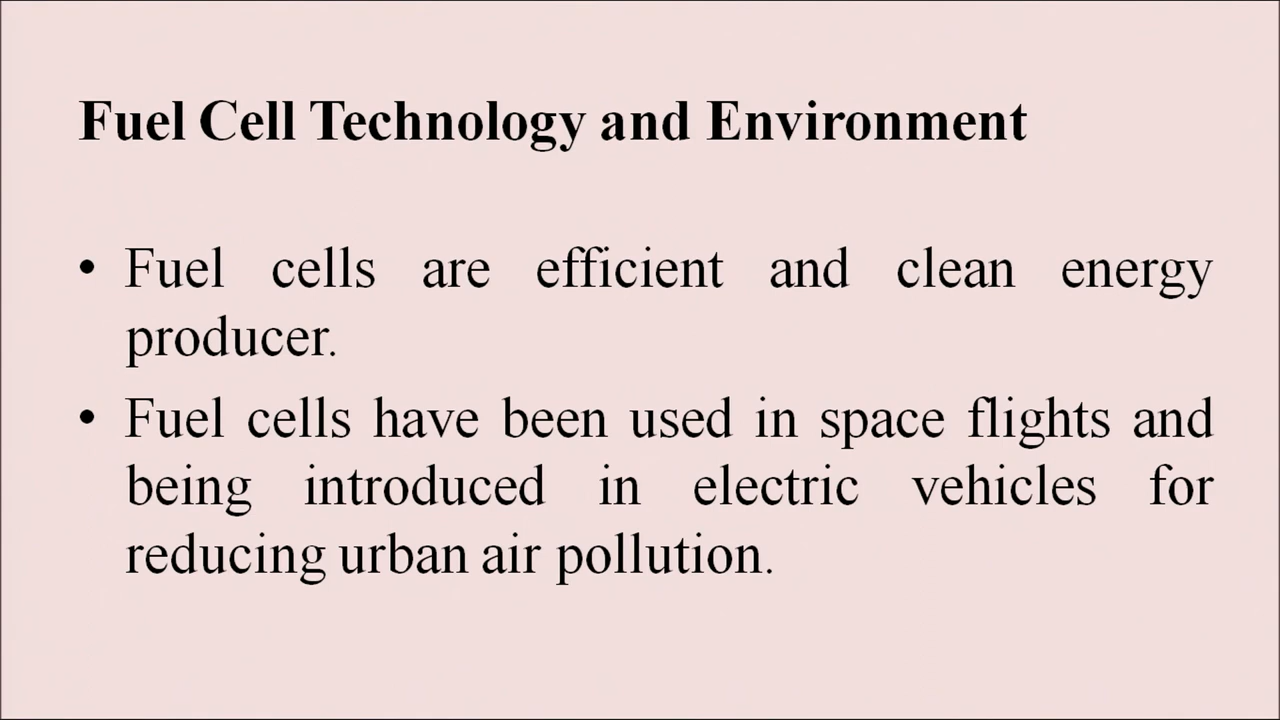 Fuel Cell Technology and Environment
• Fuel cells are efficient and clean energy
producer.
• Fuel cells have been used in space flights and
being introduced in electric vehicles for
reducing urban air pollution.